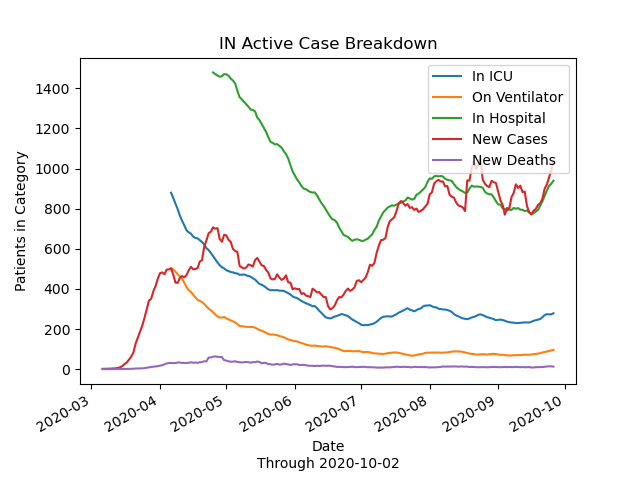 IN Active Case Breakdown
Patients in Category
1400
1200
1000
800
600
400
200
0
In ICU
On Ventilator
In Hospital
New Cases
New Deaths
2020-03
2020-04
2020-05
2020-06
2020-07
2020-08
2020-09
2020-10
Date
Through 2020-10-02